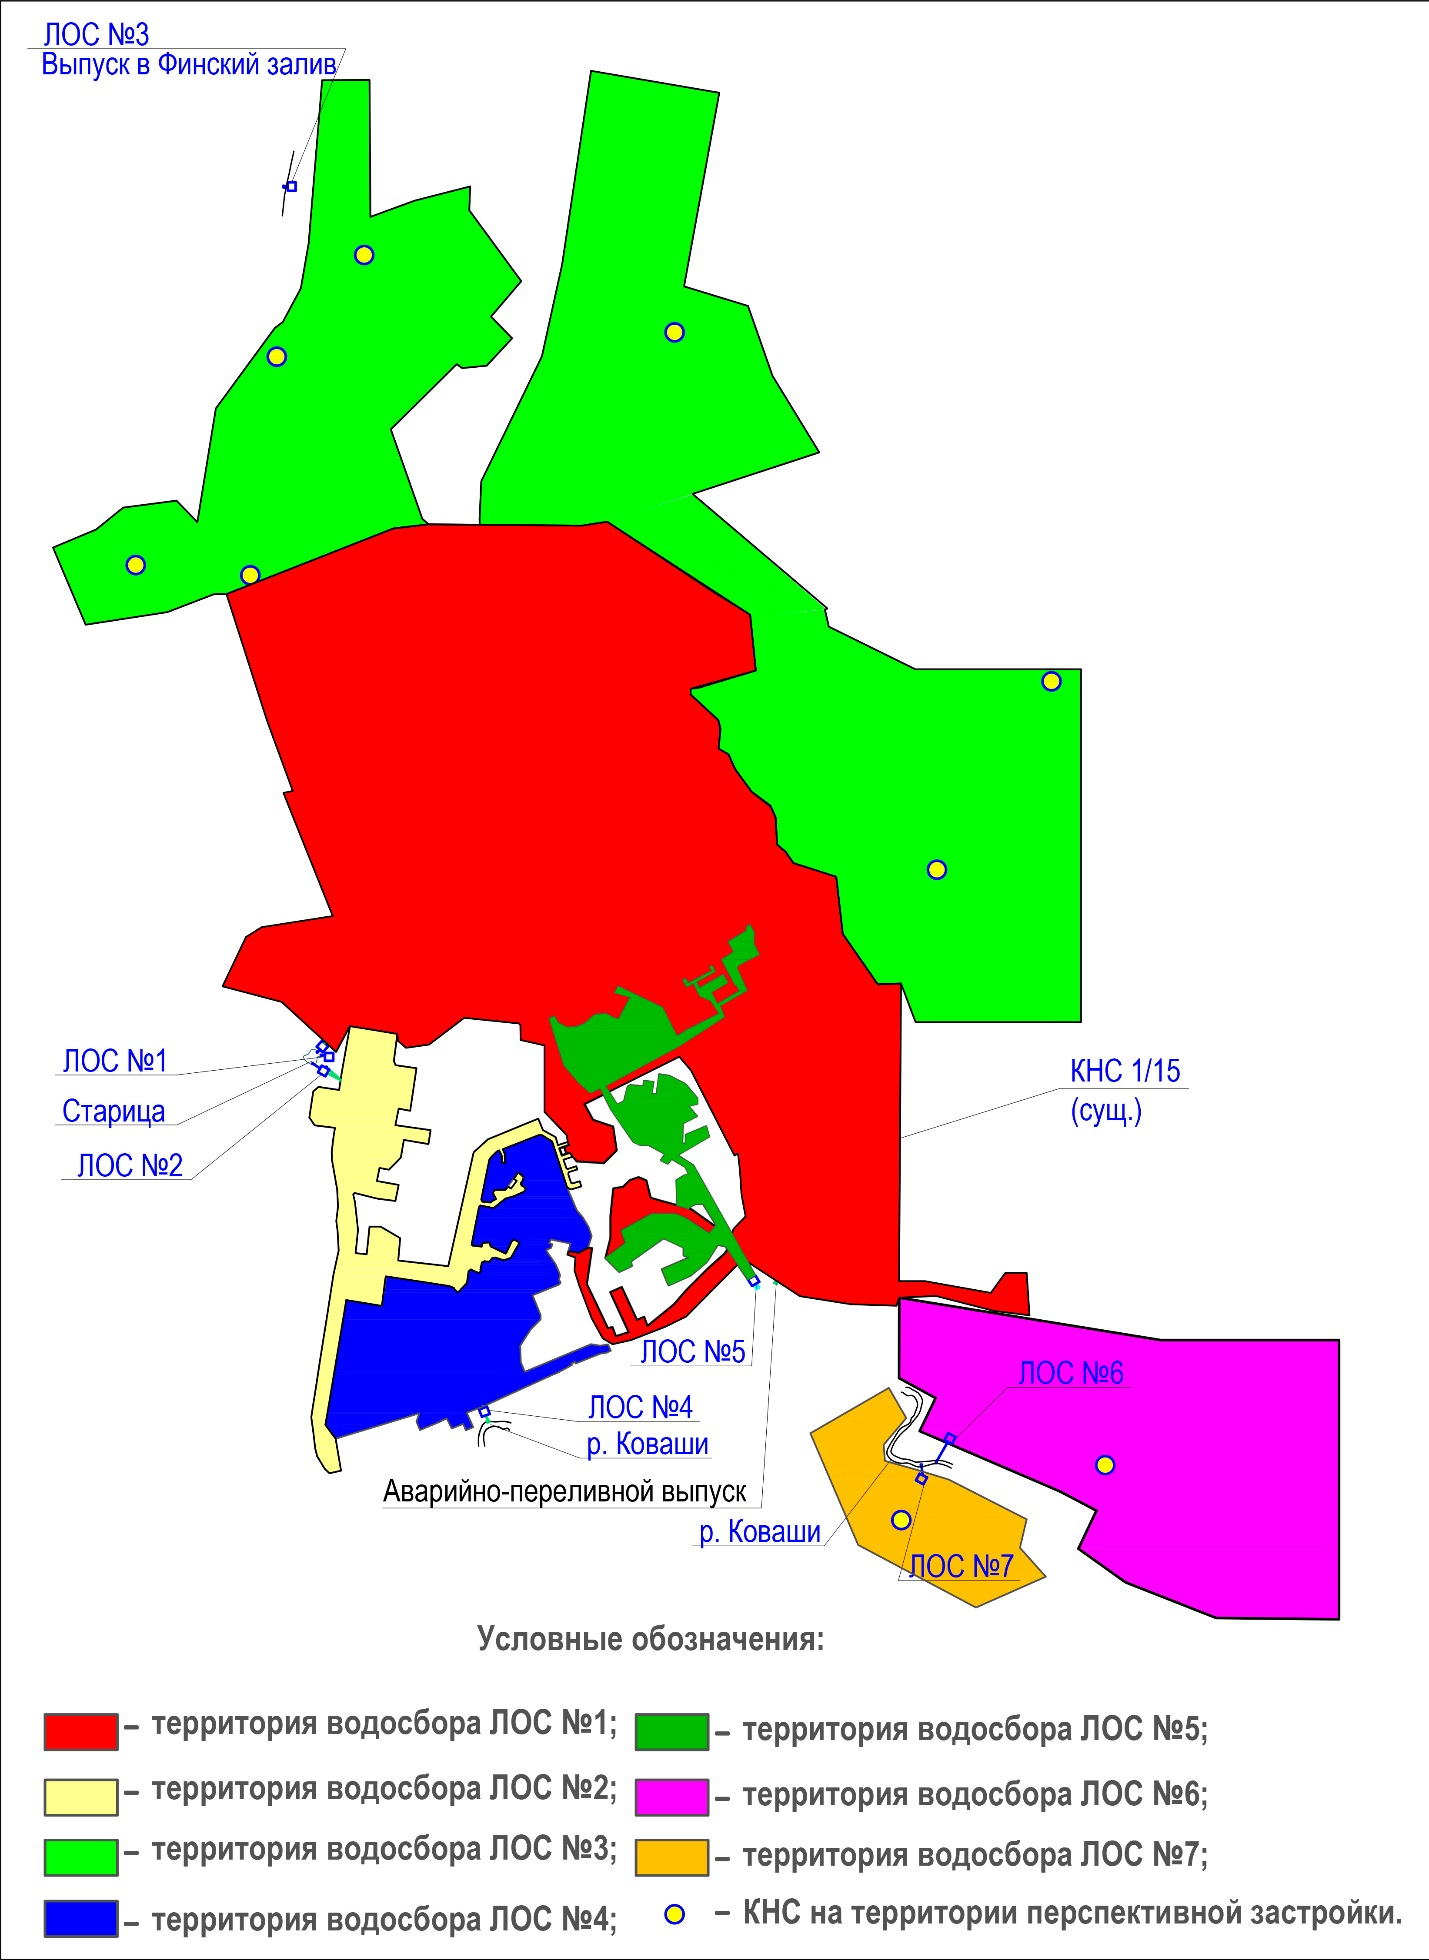 ЛОС №3
Выпуск в Финский залив
ЛОС №1
Старица
ЛОС №2
КНС 1/15
(сущ.)
ЛОС №5
ЛОС №6
ЛОС №4
р. Коваши
Аварийно-переливной выпуск
р. Коваши
ЛОС №7
Условные обозначения:
– территория водосбора ЛОС №1;
– территория водосбора ЛОС №2;
– территория водосбора ЛОС №3;
– территория водосбора ЛОС №4;
– территория водосбора ЛОС №5;
– территория водосбора ЛОС №6;
– территория водосбора ЛОС №7;
– КНС на территории перспективной застройки.